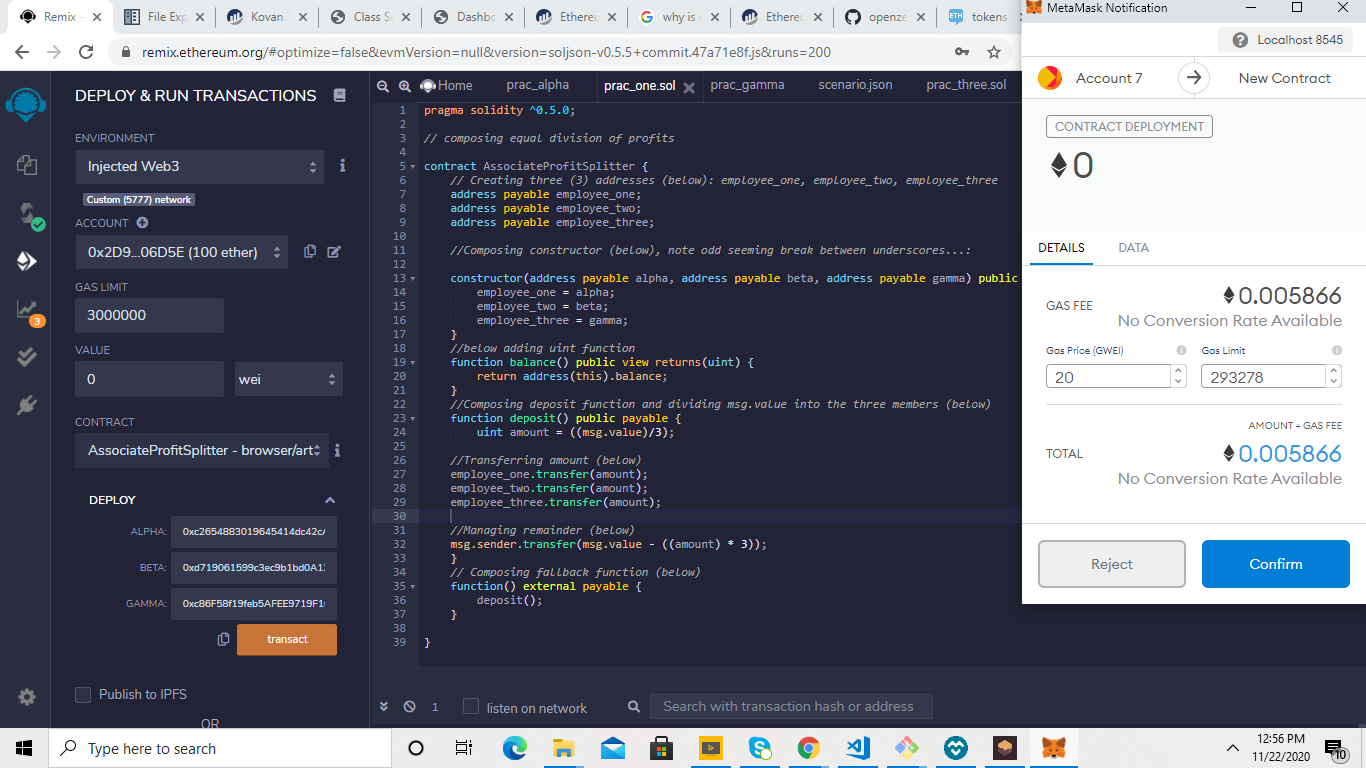 Remix -
File Exp
Kovan T
Class Se
Dashbo
Ethereu
why is e
Ethereu
openze
tokens
remix.ethereum.org/#optimize=false&evmVersion=null&version=soljson-v0.5.5+commit.47a71e8f.js&runs=200
DEPLOY & RUN TRANSACTIONS
ENVIRONMENT
Injected Web3
Custom (5777) network
ACCOUNT
0x2D9...06D5E (100 ether)
GAS LIMIT
3000000
VALUE
0
wei
CONTRACT
AssociateProfitSplitter - browser/art
DEPLOY
ALPHA:
0xc2654883019645414dc42cA
BETA:
0xd719061599c3ec9b1bd0A12
GAMMA:
0xc86F58f19feb5AFEE9719F1
transact
Publish to IPFS
OR
3
Home
prac_alpha
prac_one.sol
prac_gamma
scenario.json
prac_three.sol
1 pragma solidity ^0.5.0;
2
3 // composing equal division of profits
4
5 contract AssociateProfitSplitter {
6 // Creating three (3) addresses (below): employee_one, employee_two, employee_three
7 address payable employee_one;
8 address payable employee_two;
9 address payable employee_three;
10
11 //Composing constructor (below), note odd seeming break between underscores...:
12
13 constructor(address payable alpha, address payable beta, address payable gamma) public
14 employee_one = alpha;
15 employee_two = beta;
16 employee_three = gamma;
17 }
18 //below adding uint function
19 function balance() public view returns(uint) {
20 return address(this).balance;
21 }
22 //Composing deposit function and dividing msg.value into the three members (below)
23 function deposit() public payable {
24 uint amount = ((msg.value)/3);
25
26 //Transferring amount (below)
27 employee_one.transfer(amount);
28 employee_two.transfer(amount);
29 employee_three.transfer(amount);
30
31 //Managing remainder (below)
32 msg.sender.transfer(msg.value - ((amount) * 3));
33 }
34 // Composing fallback function (below)
35 function() external payable {
36 deposit();
37 }
38
39 }
1
listen on network
Search with transaction hash or address
MetaMask Notification
Localhost 8545
Account 7
New Contract
CONTRACT DEPLOYMENT
0
DETAILS
DATA
GAS FEE
0.005866
No Conversion Rate Available
Gas Price (GWEI)
Gas Limit
20
293278
AMOUNT + GAS FEE
TOTAL
0.005866
No Conversion Rate Available
Reject
Confirm
Type here to search
12:56 PM
11/22/2020
10